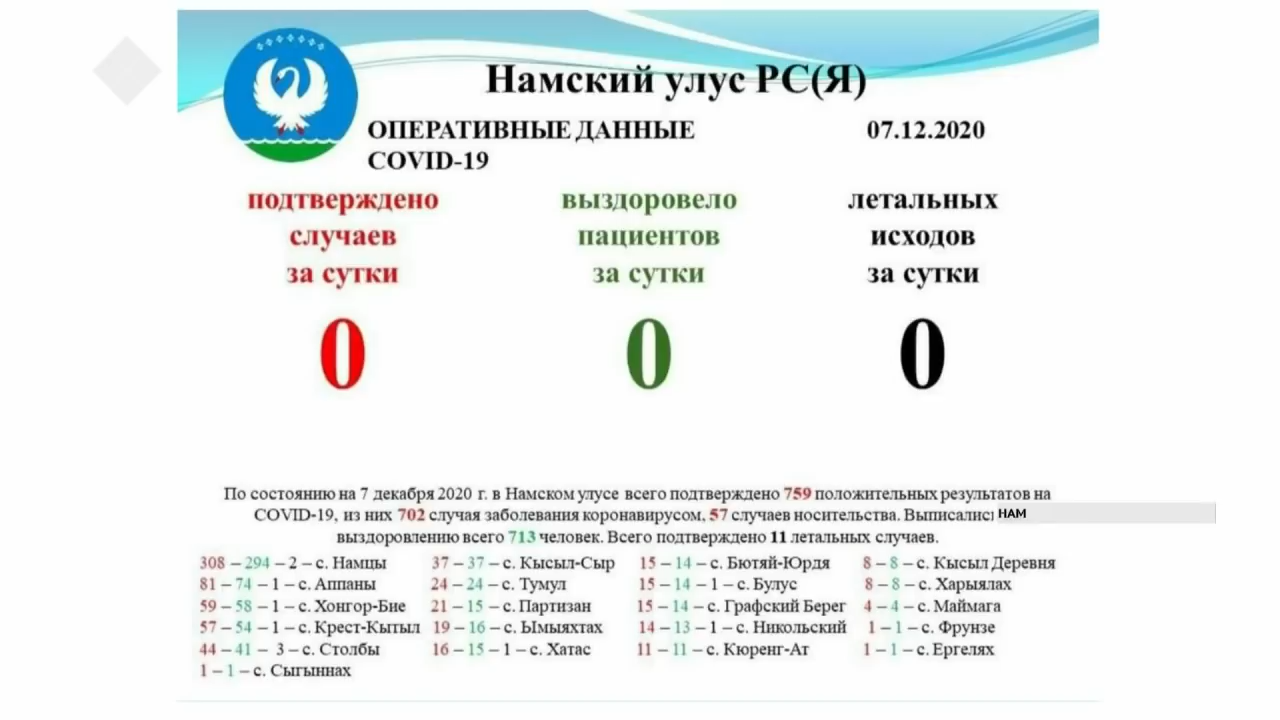 Намский улус РС(Я)
ОПЕРАТИВНЫЕ ДАННЫЕ 07.12.2020
COVID-19
подтверждено
случаев
за сутки
0
выздоровело
пациентов
за сутки
0
летальных
исходов
за сутки
0
По состоянию на 7 декабря 2020 г. в Намском улусе всего подтверждено 759 положительных результатов на
COVID-19, из них 702 случая заболевания коронавирусом, 57 случаев носительства.
НАМ
выздоровлению всего 713 человек. Всего подтверждено 11 летальных случаев.
308 – 294 – 2 – с. Намцы
81 – 74 – 1 – с. Аппаны
59 – 58 – 1 – с. Хонгор-Бие
57 – 54 – 1 – с. Крест-Кытыл
44 – 41 – 3 – с. Столбы
1 – 1 – с. Сыгыннах
37 – 37 – с. Кысыл-Сыр
24 – 24 – с. Тумул
21 – 15 – с. Партизан
19 – 16 – с. Ымыяхтах
16 – 15 – 1 – с. Хатас
15 – 14 – с. Бютяй-Юрдя
15 – 14 – 1 – с. Булус
15 – 14 – с. Графский Берег
14 – 13 – 1 – с. Никольский
11 – 11 – с. Кюренг-Ат
8 – 8 – с. Кысыл Деревня
8 – 8 – с. Харыялах
4 – 4 – с. Маймага
1 – 1 – с. Фрунзе
1 – 1 – с. Ергелях